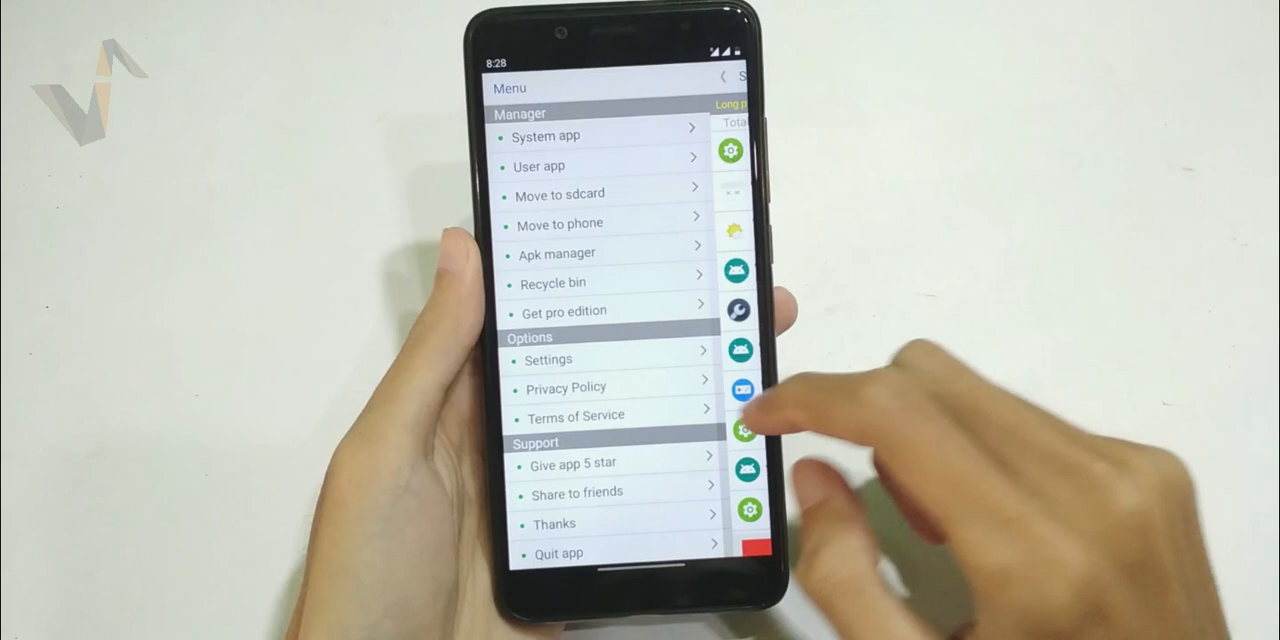 8:28
Menu
Manager
Long p
Tota
System app
User app
Move to sdcard
Move to phone
Apk manager
Recycle bin
Get pro edition
Options
Settings
Privacy Policy
Terms of Service
Support
Give app 5 star
Share to friends
Thanks
Quit app